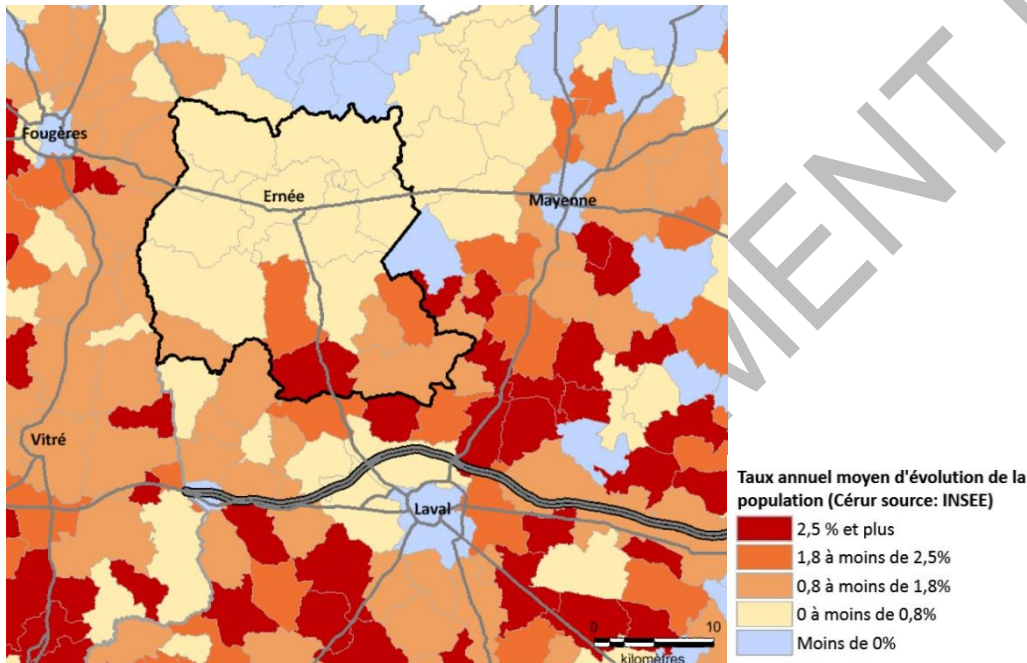 MENT
Fougères
Ernée
Mayenne
Vitré
Laval
0 10
kilomètres
Taux annuel moyen d'évolution de la
population (Cérur source: INSEE)
2,5 % et plus
1,8 à moins de 2,5%
0,8 à moins de 1,8%
0 à moins de 0,8%
Moins de 0%